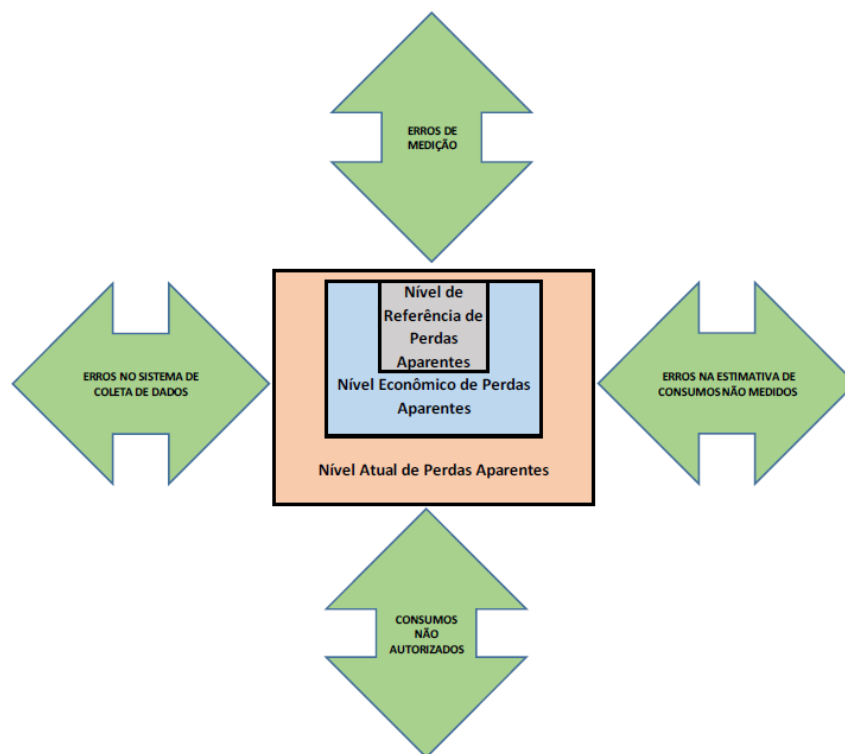 ERROS DE
MEDIÇÃO
Nível de
Referência de
Perdas
Aparentes
Nível Econômico de Perdas
Aparentes
Nível Atual de Perdas Aparentes
ERROS NO SISTEMA DE
COLETA DE DADOS
ERROS NA ESTIMATIVA DE
CONSUMOS NÃO MEDIDOS
CONSUMOS
NÃO
AUTORIZADOS